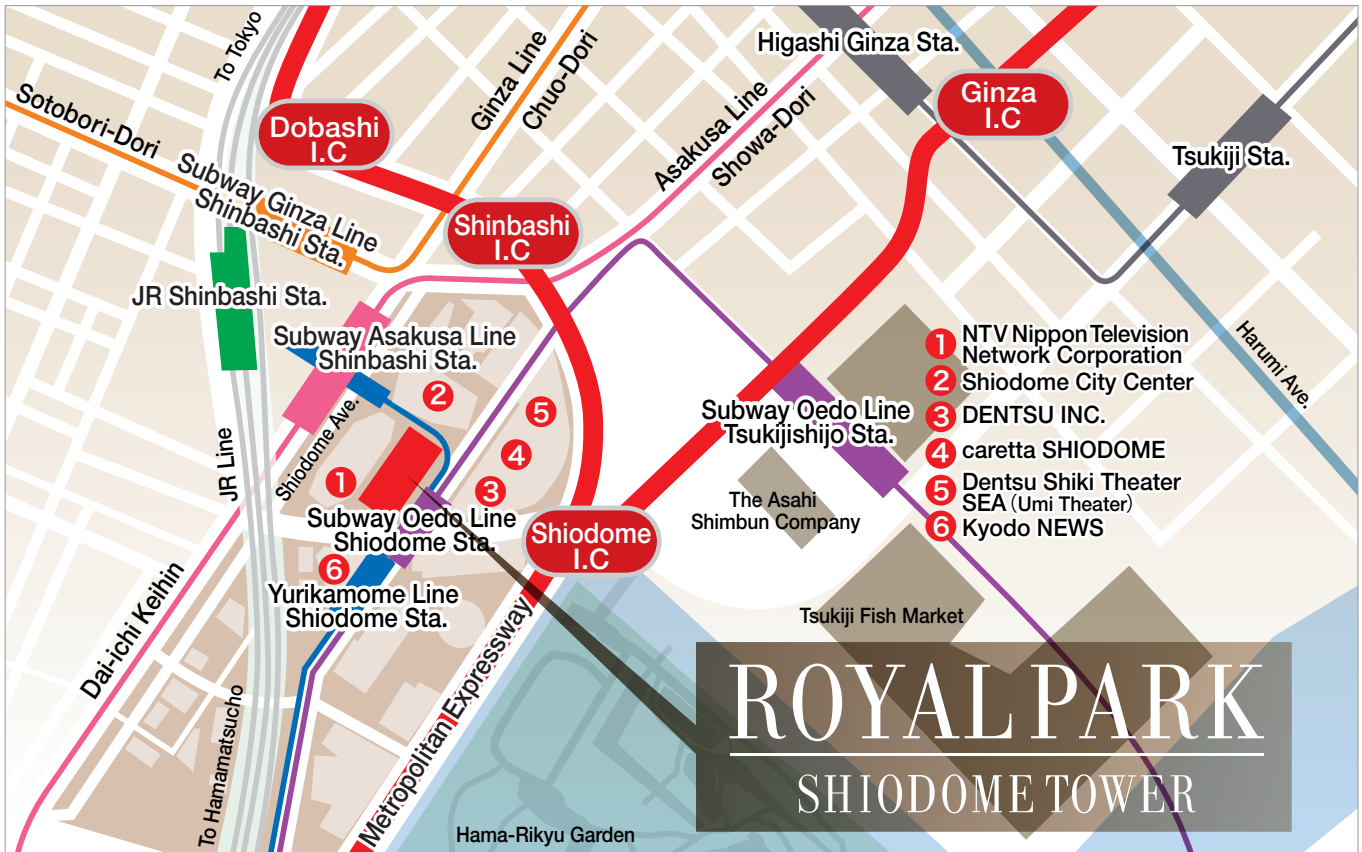 To Tokyo
Sotobori-Dori
Dobashi
I.C
Ginza Line
Chuo-Dori
Asakusa Line
Showa-Dori
Higashi Ginza Sta.
Ginza
I.C
Tsukiji Sta.
Subway Ginza Line
Shinbashi Sta.
Shinbashi
I.C
JR Shinbashi Sta.
Subway Asakusa Line
Shinbashi Sta.
Harumi Ave.
1 NTV Nippon Television
Network Corporation
2 Shiodome City Center
3 DENTSU INC.
4 caretta SHIODOME
5 Dentsu Shiki Theater
SEA (Umi Theater)
6 Kyodo NEWS
2
5
4
3
1
6
Subway Oedo Line
Tsukijishijo Sta.
JR Line
Shiodome Ave.
The Asahi
Shimbun Company
Subway Oedo Line
Shiodome Sta.
Shiodome
I.C
Yurikamome Line
Shiodome Sta.
Dai-ichi Keihin
Tsukiji Fish Market
Metropolitan Expressway
To Hamamatsucho
Hama-Rikyu Garden
ROYAL PARK
SHIODOME TOWER